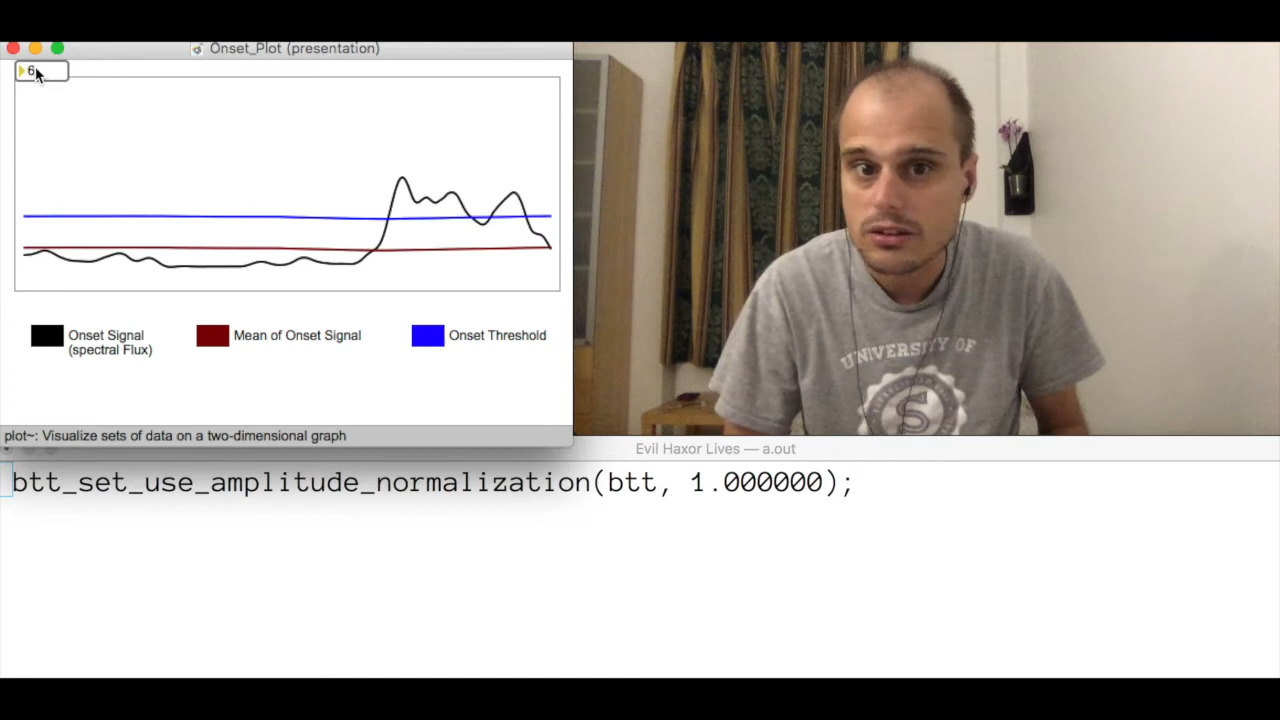 Onset_Plot (presentation)
6
Onset Signal
(spectral Flux)
Mean of Onset Signal
Onset Threshold
plot~: Visualize sets of data on a two-dimensional graph
UNIVERSITY OF
S
Evil Haxor Lives — a.out
btt_set_use_amplitude_normalization(btt, 1.000000);